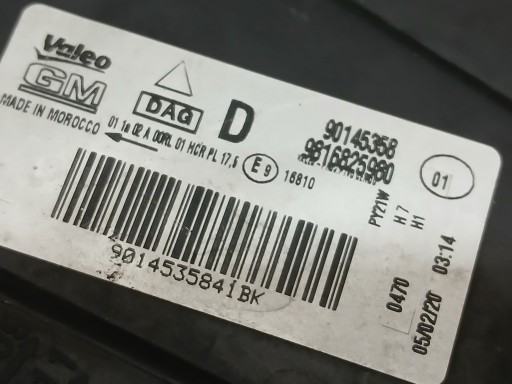 Valeo
GM
MADE IN MOROCCO
DAG
D
01 1a 02 A 00RL 01 HCR PL 17,5
E9
16810
90145358
9816825980
01
PY21W
H7
H1
0470
05/02/20 03:14
9014535841BK